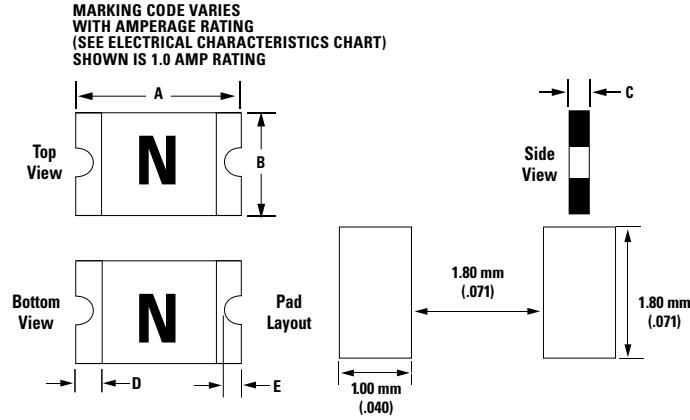 MARKING CODE VARIES
WITH AMPERAGE RATING
(SEE ELECTRICAL CHARACTERISTICS CHART)
SHOWN IS 1.0 AMP RATING
A
C
Top
View
N
B
Side
View
Bottom
View
N
Pad
Layout
1.80 mm
(.071)
1.80 mm
(.071)
D
E
1.00 mm
(.040)